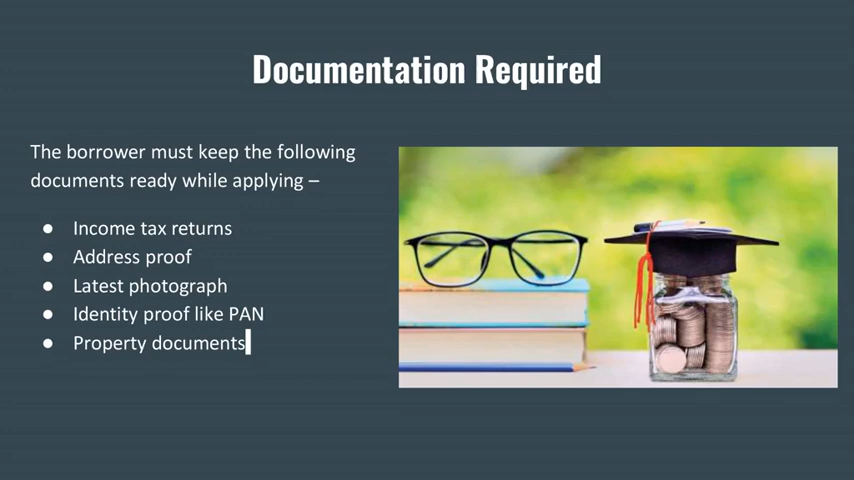 Documentation Required
The borrower must keep the following
documents ready while applying –
● Income tax returns
● Address proof
● Latest photograph
● Identity proof like PAN
● Property documents